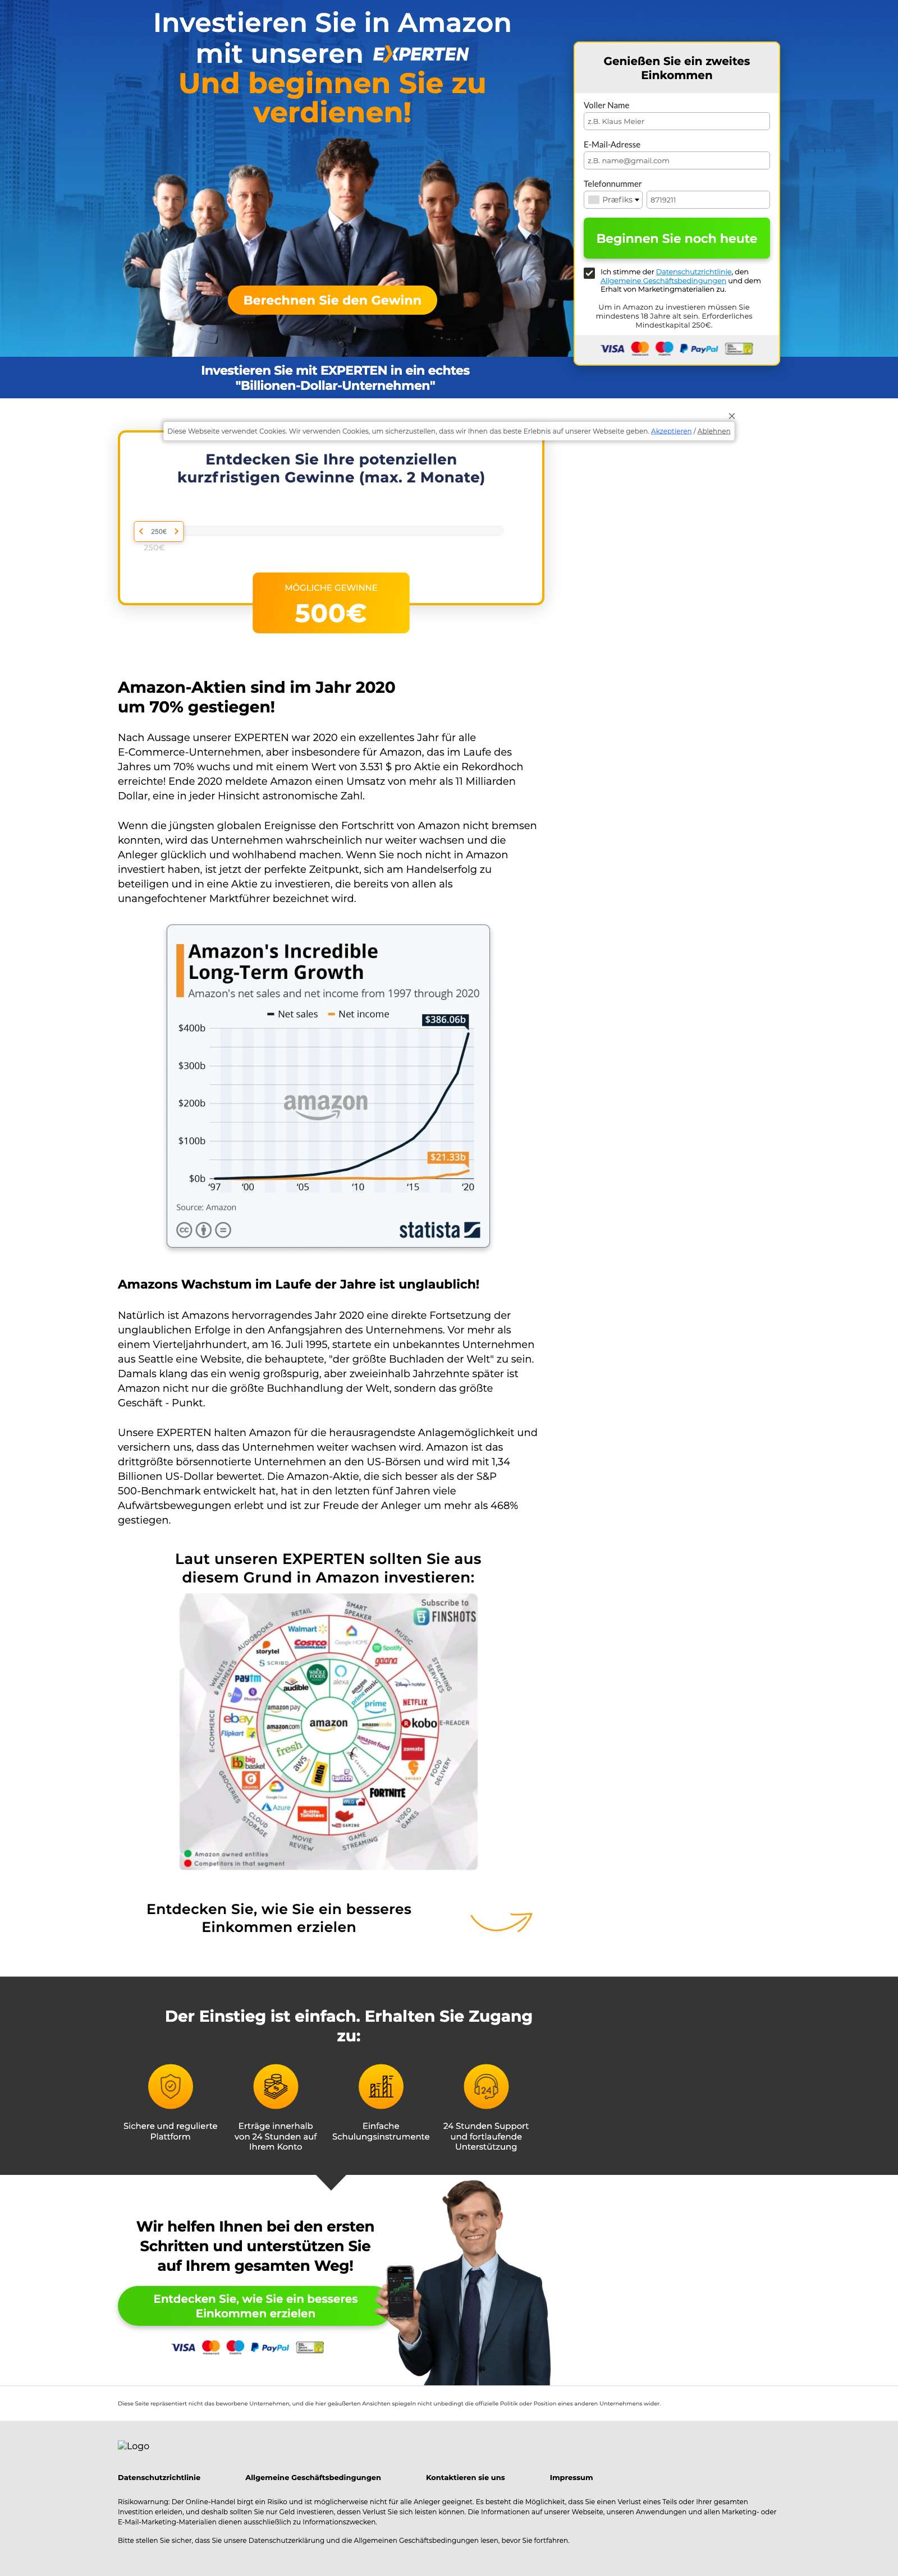 Investieren Sie in Amazon
mit unseren EXPERTEN
Und beginnen Sie zu
verdienen!
Berechnen Sie den Gewinn
Investieren Sie mit EXPERTEN in ein echtes
"Billionen-Dollar-Unternehmen"
Genießen Sie ein zweites
Einkommen
Voller Name
z.B. Klaus Meier
E-Mail-Adresse
z.B. name@gmail.com
Telefonnummer
Præfiks 8719211
Beginnen Sie noch heute
Ich stimme der Datenschutzrichtlinie, den
Allgemeine Geschäftsbedingungen und dem
Erhalt von Marketingmaterialien zu.
Um in Amazon zu investieren müssen Sie
mindestens 18 Jahre alt sein. Erforderliches
Mindestkapital 250€.
VISA PayPal
Diese Webseite verwendet Cookies. Wir verwenden Cookies, um sicherzustellen, dass wir Ihnen das beste Erlebnis auf unserer Webseite geben. Akzeptieren / Ablehnen
Entdecken Sie Ihre potenziellen
kurzfristigen Gewinne (max. 2 Monate)
250€
250€
MÖGLICHE GEWINNE
500€
Amazon-Aktien sind im Jahr 2020
um 70% gestiegen!
Nach Aussage unserer EXPERTEN war 2020 ein exzellentes Jahr für alle
E-Commerce-Unternehmen, aber insbesondere für Amazon, das im Laufe des
Jahres um 70% wuchs und mit einem Wert von 3.531 $ pro Aktie ein Rekordhoch
erreichte! Ende 2020 meldete Amazon einen Umsatz von mehr als 11 Milliarden
Dollar, eine in jeder Hinsicht astronomische Zahl.
Wenn die jüngsten globalen Ereignisse den Fortschritt von Amazon nicht bremsen
konnten, wird das Unternehmen wahrscheinlich nur weiter wachsen und die
Anleger glücklich und wohlhabend machen. Wenn Sie noch nicht in Amazon
investiert haben, ist jetzt der perfekte Zeitpunkt, sich am Handelserfolg zu
beteiligen und in eine Aktie zu investieren, die bereits von allen als
unangefochtener Marktführer bezeichnet wird.
Amazon's Incredible
Long-Term Growth
Amazon's net sales and net income from 1997 through 2020
Net sales Net income
$386.06b
$400b
$300b
$200b
amazon
$100b
$21.33b
$0b
'97 '00 '05 '10 '15 '20
Source: Amazon
cc statista
Amazons Wachstum im Laufe der Jahre ist unglaublich!
Natürlich ist Amazons hervorragendes Jahr 2020 eine direkte Fortsetzung der
unglaublichen Erfolge in den Anfangsjahren des Unternehmens. Vor mehr als
einem Vierteljahrhundert, am 16. Juli 1995, startete ein unbekanntes Unternehmen
aus Seattle eine Website, die behauptete, "der größte Buchladen der Welt" zu sein.
Damals klang das ein wenig großspurig, aber zweieinhalb Jahrzehnte später ist
Amazon nicht nur die größte Buchhandlung der Welt, sondern das größte
Geschäft - Punkt.
Unsere EXPERTEN halten Amazon für die herausragendste Anlagemöglichkeit und
versichern uns, dass das Unternehmen weiter wachsen wird. Amazon ist das
drittgrößte börsennotierte Unternehmen an den US-Börsen und wird mit 1,34
Billionen US-Dollar bewertet. Die Amazon-Aktie, die sich besser als der S&P
500-Benchmark entwickelt hat, hat in den letzten fünf Jahren viele
Aufwärtsbewegungen erlebt und ist zur Freude der Anleger um mehr als 468%
gestiegen.
Laut unseren EXPERTEN sollten Sie aus
diesem Grund in Amazon investieren:
Subscribe to
FINSHOTS
SMART SPEAKER
RETAIL
MUSIC
AUDIOBOOKS
STREAMING SERVICES
WALLETS & PAYMENTS
E-COMMERCE
E-READER
FOOD DELIVERY
GROCERIES
CLOUD STORAGE
VIDEO GAMES
MOVIE REVIEW
GAME STREAMING
Walmart
Costco
Google HOME
Spotify
gaana
storytel
SCRIBD
paytm
audible
alexa
prime
NETFLIX
ebay
amazon pay
amazon
kobo
Flipkart
amazon.com
amazon food
zomato
big basket
fresh
aws
IMDb
twitch
FORTNITE
Azure
Amazon owned entities
Competitors in that segment
Entdecken Sie, wie Sie ein besseres
Einkommen erzielen
Der Einstieg ist einfach. Erhalten Sie Zugang
zu:
Sichere und regulierte
Plattform
Erträge innerhalb
von 24 Stunden auf
Ihrem Konto
Einfache
Schulungsinstrumente
24
24 Stunden Support
und fortlaufende
Unterstützung
Wir helfen Ihnen bei den ersten
Schritten und unterstützen Sie
auf Ihrem gesamten Weg!
Entdecken Sie, wie Sie ein besseres
Einkommen erzielen
VISA PayPal
Diese Seite repräsentiert nicht das beworbene Unternehmen, und die hier geäußerten Ansichten spiegeln nicht unbedingt die offizielle Politik oder Position eines anderen Unternehmens wider.
Logo
Datenschutzrichtlinie Allgemeine Geschäftsbedingungen Kontaktieren sie uns Impressum
Risikowarnung: Der Online-Handel birgt ein Risiko und ist möglicherweise nicht für alle Anleger geeignet. Es besteht die Möglichkeit, dass Sie einen Verlust eines Teils oder Ihrer gesamten
Investition erleiden, und deshalb sollten Sie nur Geld investieren, dessen Verlust Sie sich leisten können. Die Informationen auf unserer Webseite, unseren Anwendungen und allen Marketing- oder
E-Mail-Marketing-Materialien dienen ausschließlich zu Informationszwecken.
Bitte stellen Sie sicher, dass Sie unsere Datenschutzerklärung und die Allgemeinen Geschäftsbedingungen lesen, bevor Sie fortfahren.